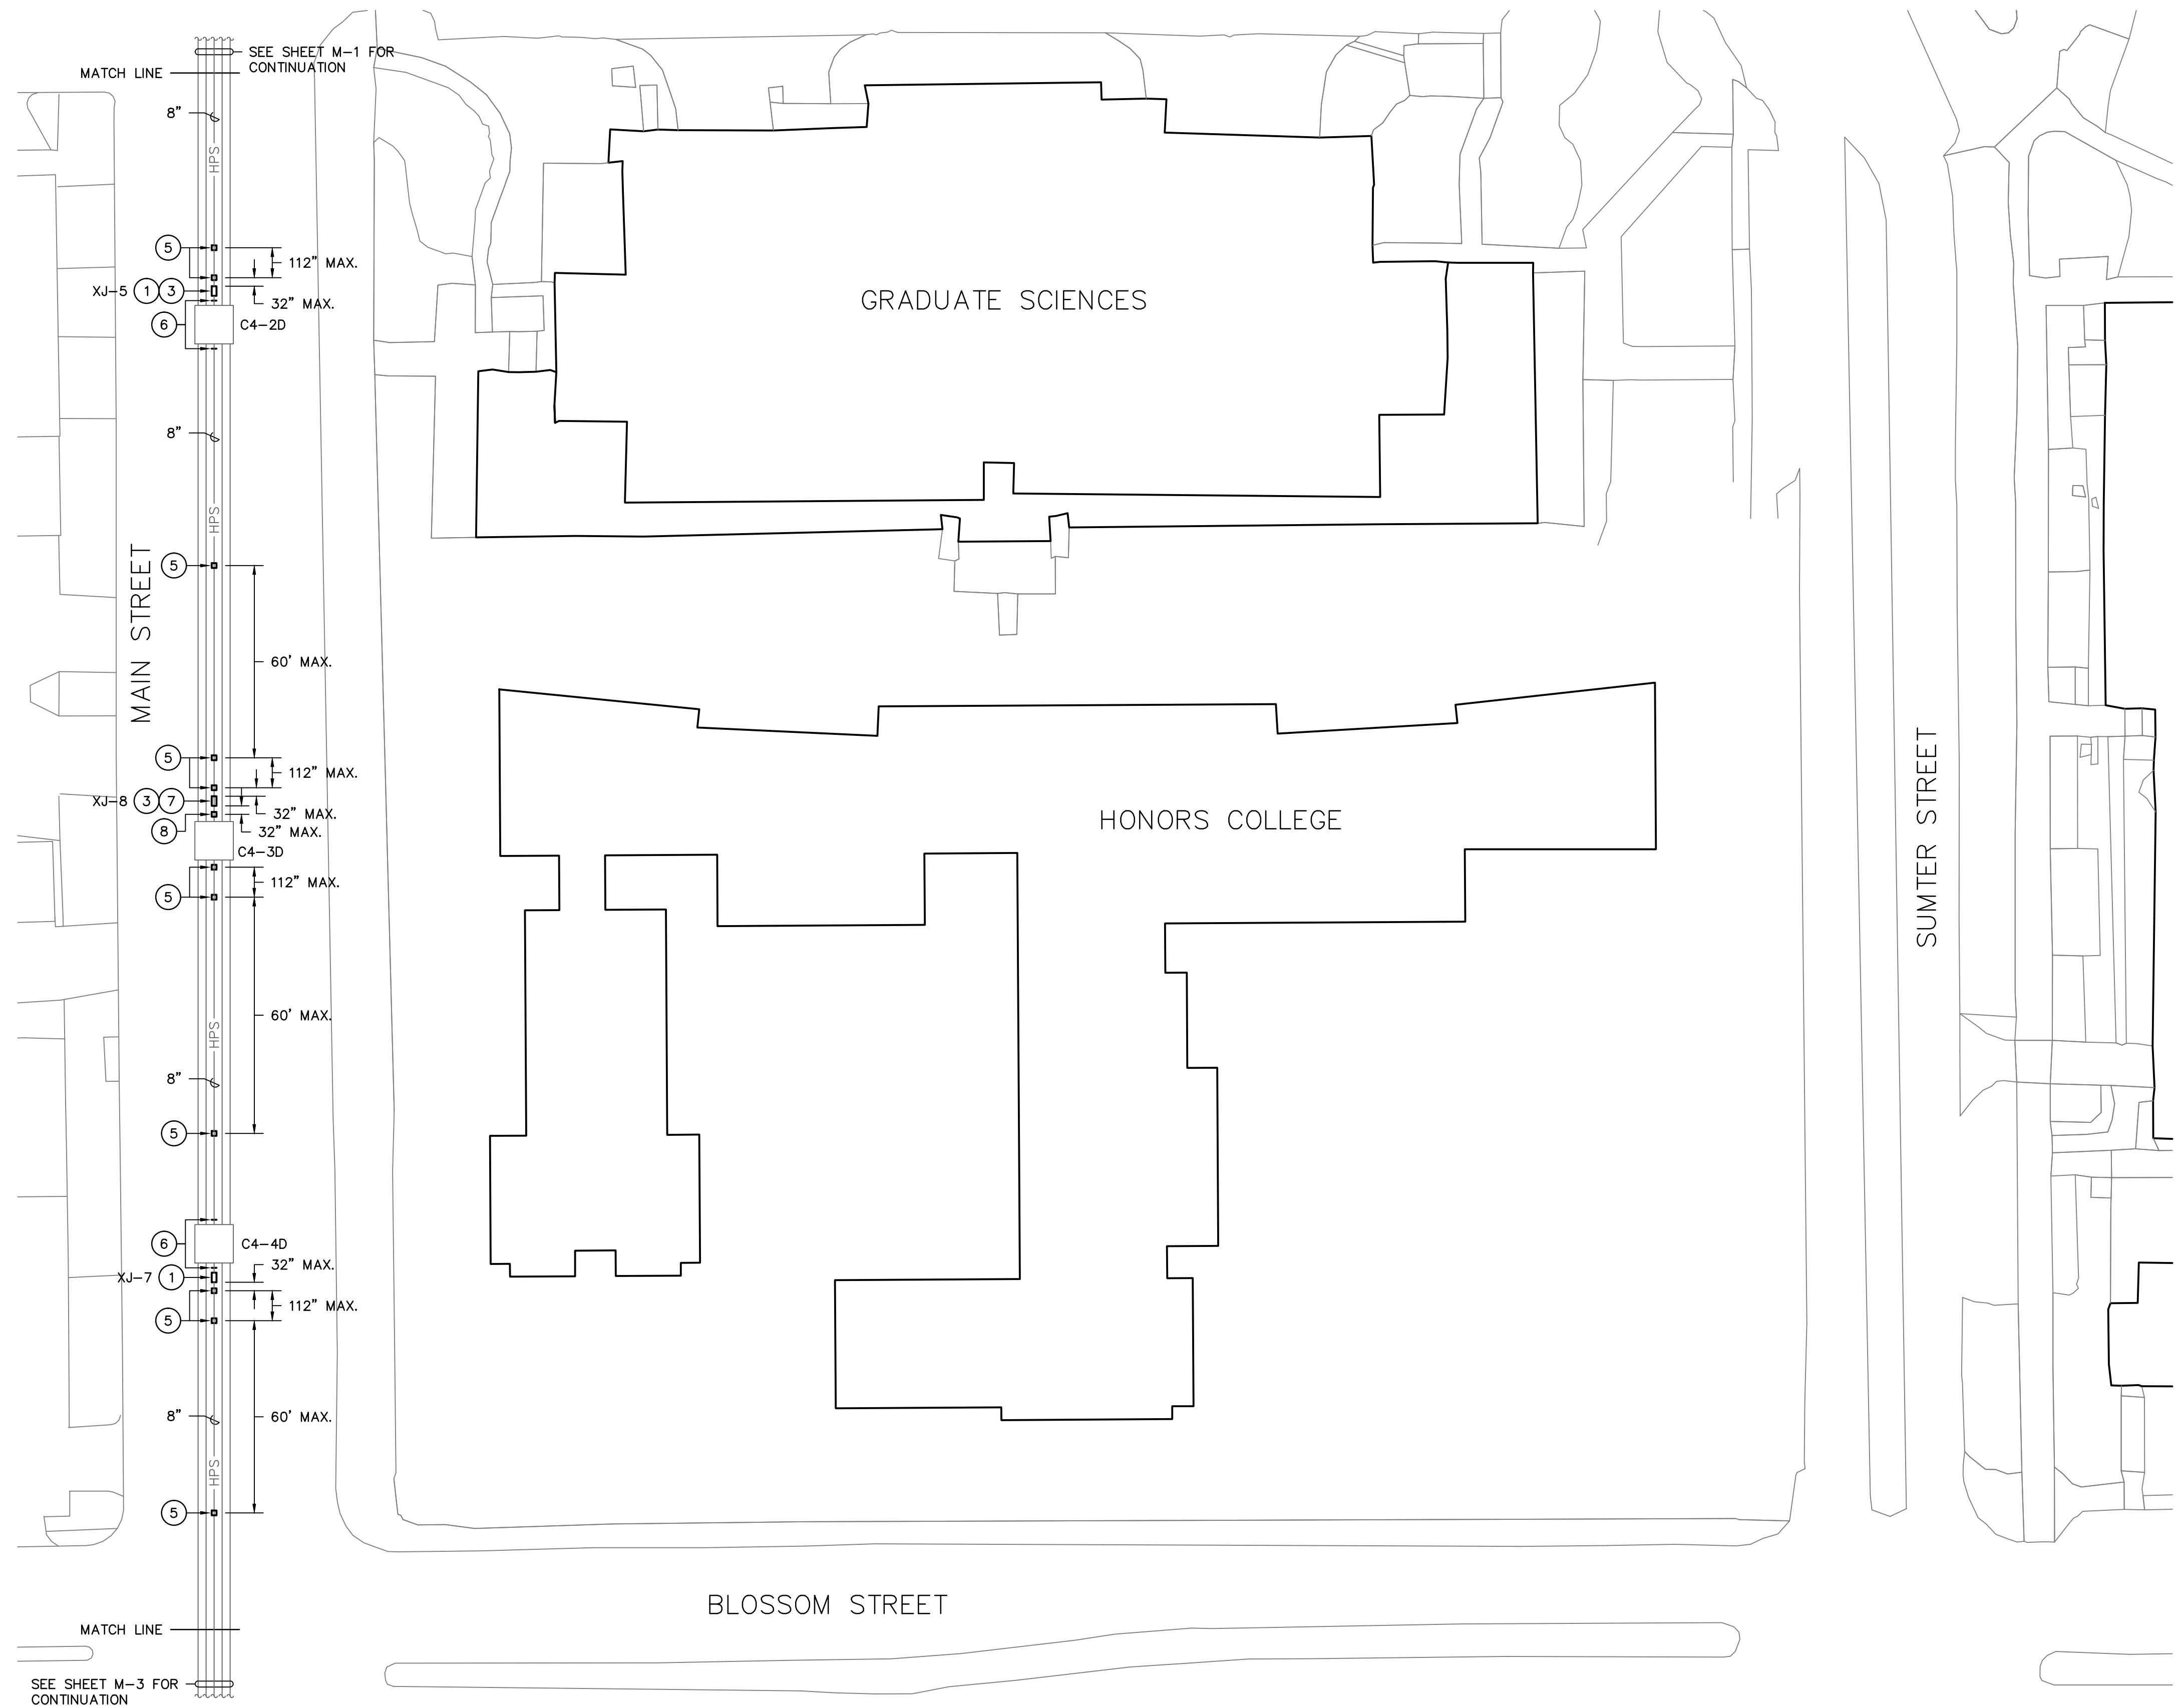 SEE SHEET M-1 FOR
CONTINUATION
MATCH LINE
8"
HPS
5
112" MAX.
XJ-5 1 3
32" MAX.
6
C4-2D
GRADUATE SCIENCES
8"
HPS
MAIN STREET
5
60' MAX.
5
112" MAX.
XJ-8 3 7
32" MAX.
8
32" MAX.
C4-3D
HONORS COLLEGE
SUMTER STREET
112" MAX.
5
60' MAX.
HPS
8"
5
6
C4-4D
32" MAX.
XJ-7 1
112" MAX.
5
8"
60' MAX.
HPS
5
BLOSSOM STREET
MATCH LINE
SEE SHEET M-3 FOR
CONTINUATION